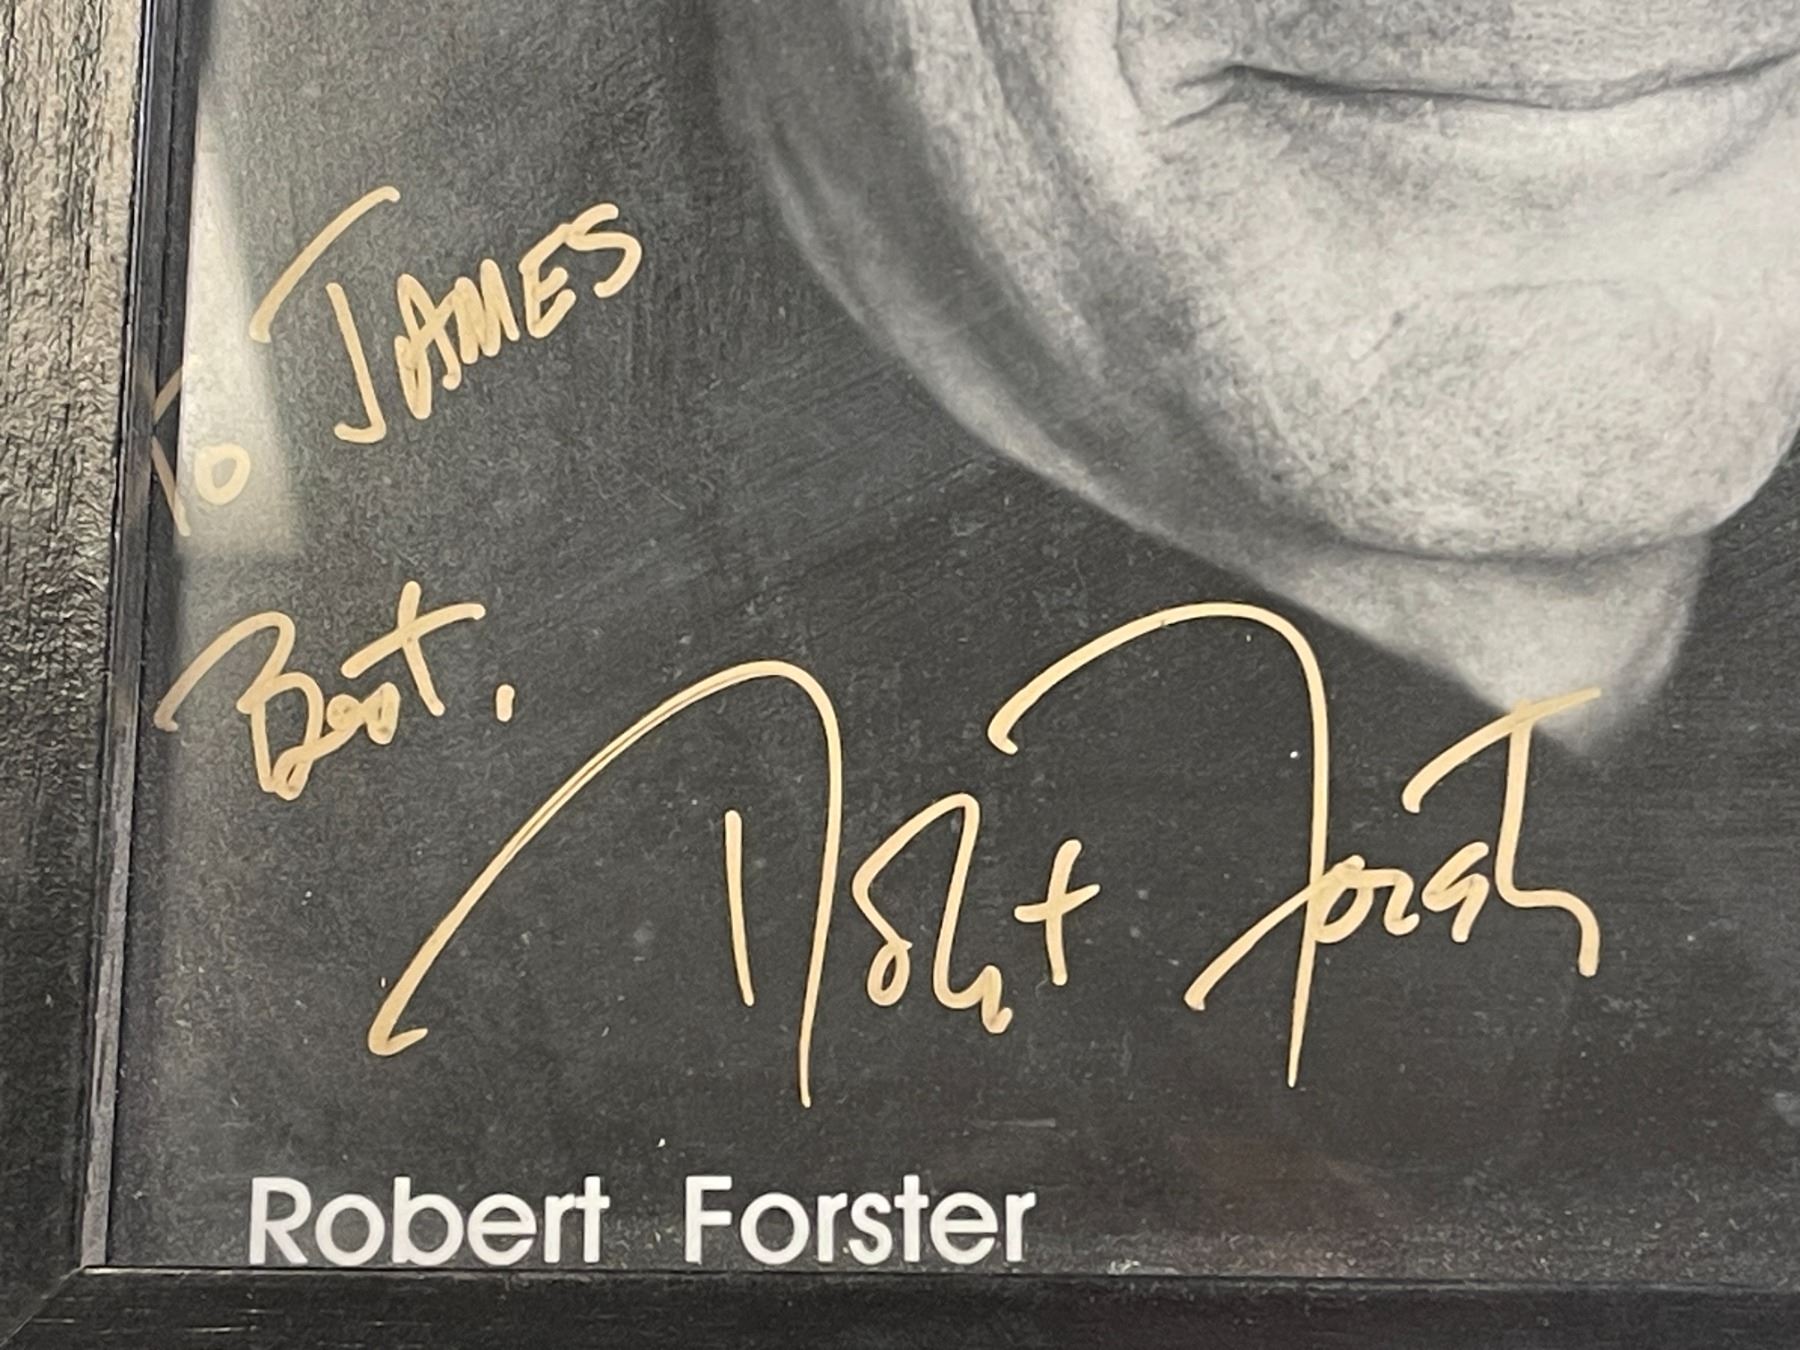 To JAMES
Best,
Robert Forster
Robert Forster